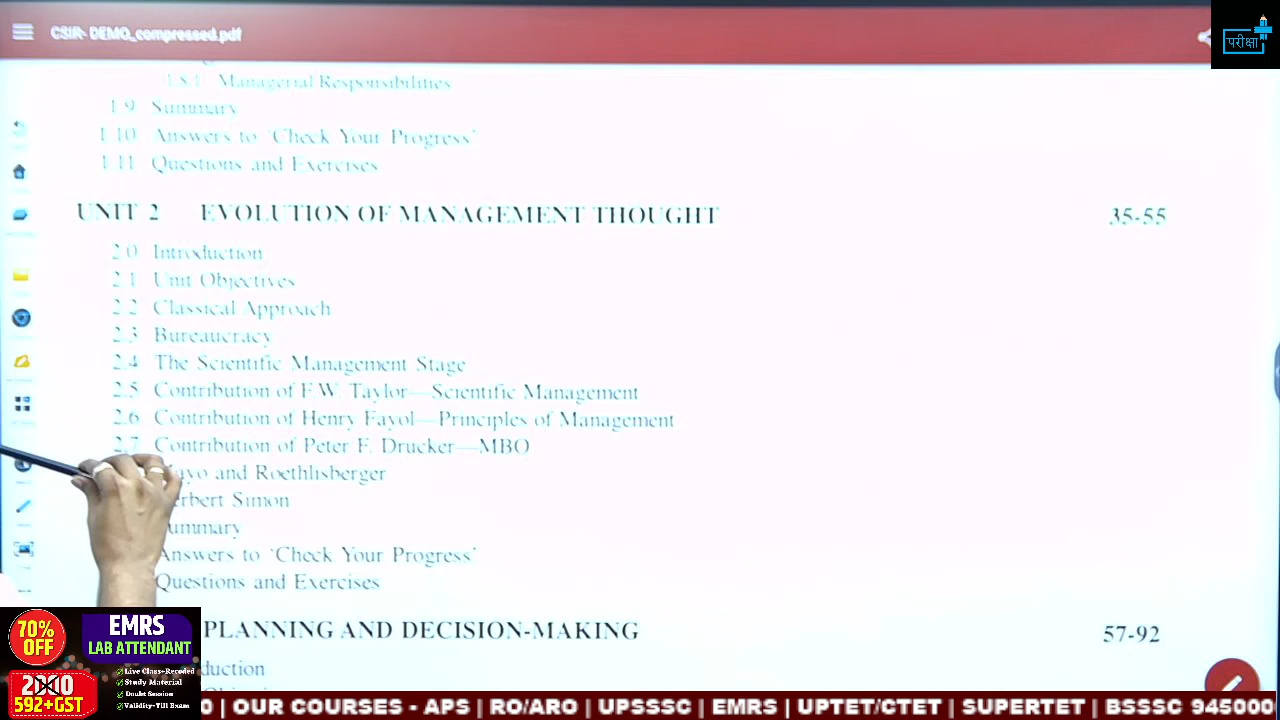 CSIR- DEMO_compressed.pdf
परीक्षा
1.8.1 Managerial Responsibilities
1.9 Summary
1.10 Answers to ‘Check Your Progress’
1.11 Questions and Exercises
UNIT 2 EVOLUTION OF MANAGEMENT THOUGHT 35-55
2.0 Introduction
2.1 Unit Objectives
2.2 Classical Approach
2.3 Bureaucracy
2.4 The Scientific Management Stage
2.5 Contribution of F.W. Taylor—Scientific Management
2.6 Contribution of Henry Fayol—Principles of Management
2.7 Contribution of Peter F. Drucker—MBO
Mayo and Roethlisberger
erbert Simon
ummary
Answers to ‘Check Your Progress’
Questions and Exercises
PLANNING AND DECISION-MAKING 57-92
duction
70% OFF
EMRS
LAB ATTENDANT
Live Class+Recoded
Study Material
Doubt Session
Validity-Till Exam
592+GST
0 | OUR COURSES - APS | RO/ARO | UPSSSC | EMRS | UPTET/CTET | SUPERTET | BSSSC 945000